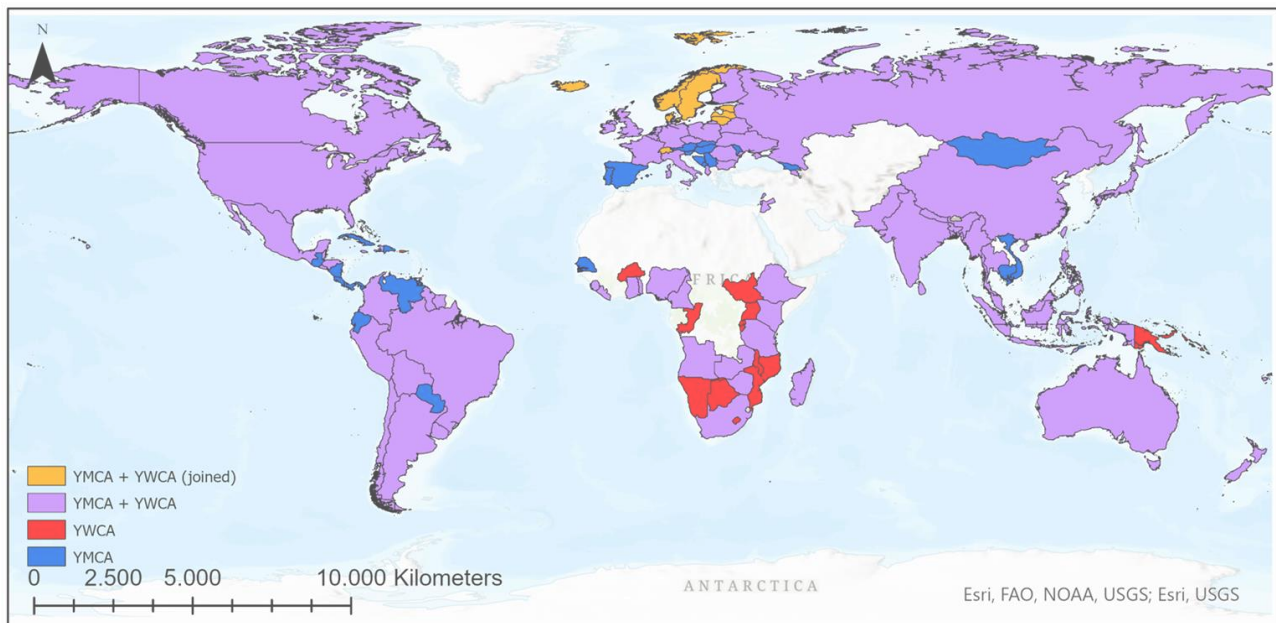 N
AFRICA
YMCA + YWCA (joined)
YMCA + YWCA
YWCA
YMCA
0 2.500 5.000 10.000 Kilometers
ANTARCTICA
Esri, FAO, NOAA, USGS; Esri, USGS